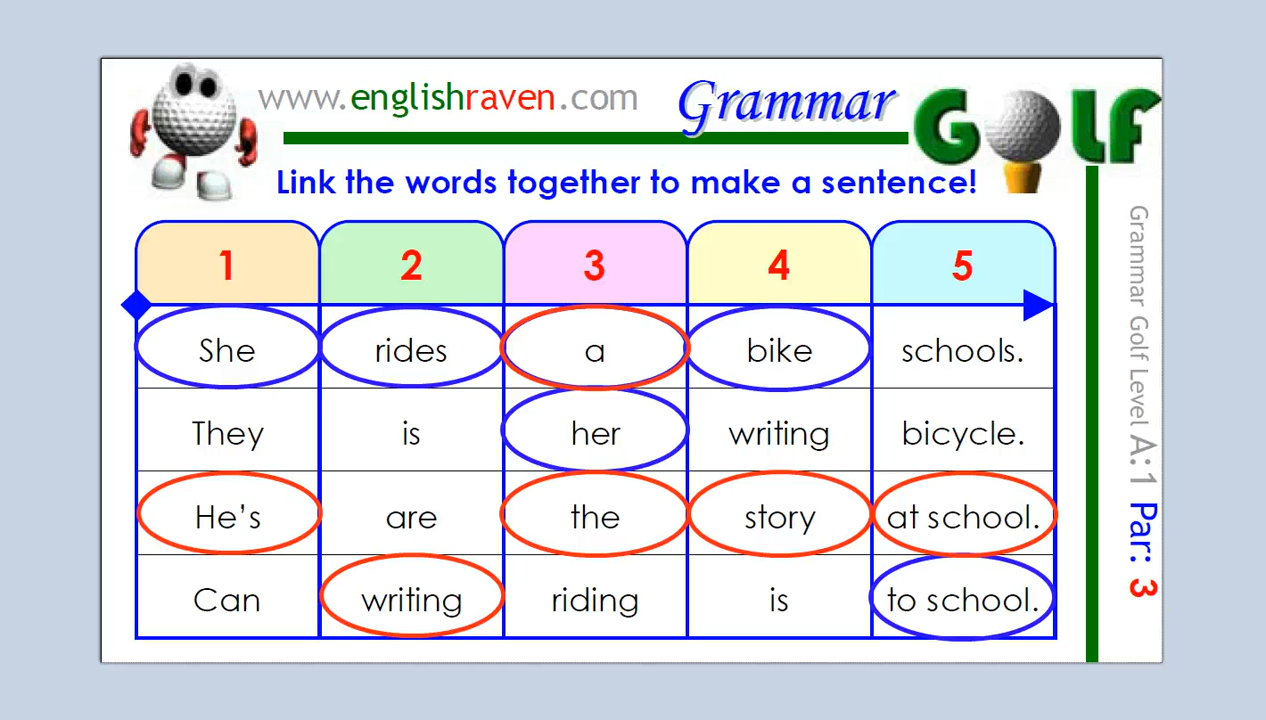 www.englishraven.com
Grammar GOLF
Link the words together to make a sentence!
1 2 3 4 5
She rides a bike schools.
They is her writing bicycle.
He’s are the story at school.
Can writing riding is to school.
Grammar Golf Level A:1 Par: 3